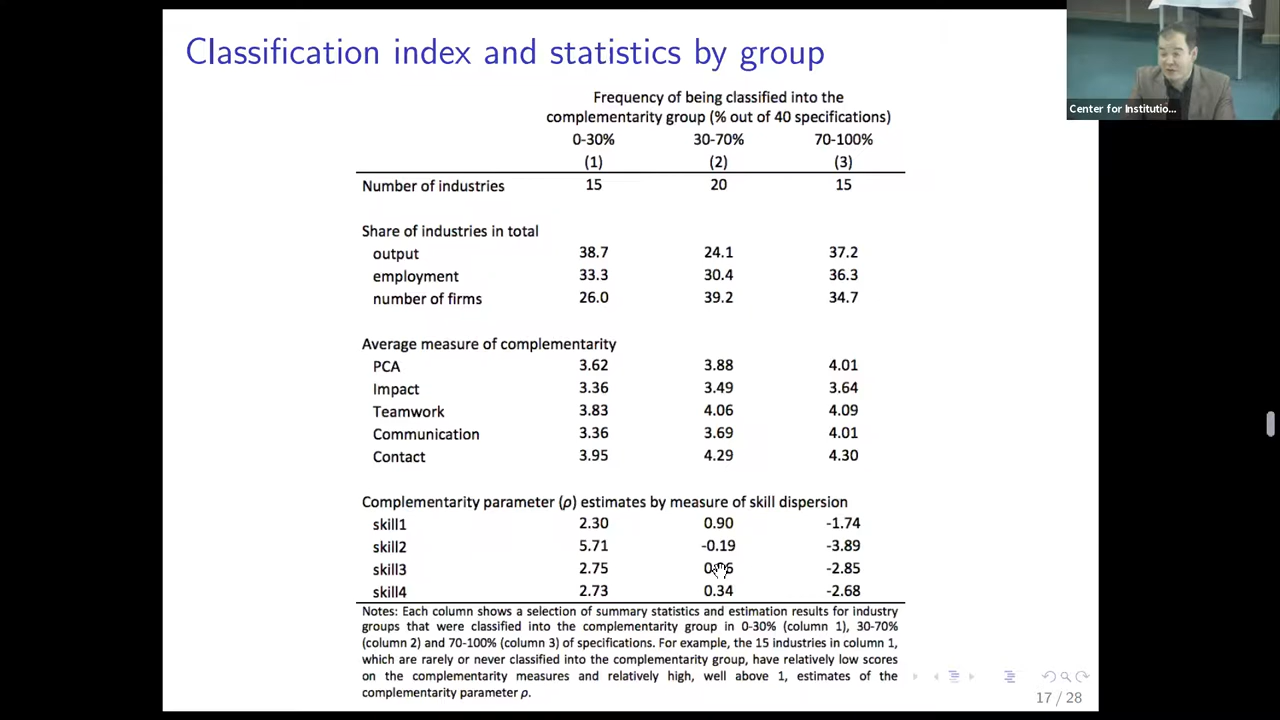 Classification index and statistics by group
Center for Institutio...
Frequency of being classified into the
complementarity group (% out of 40 specifications)
0-30% 30-70% 70-100%
(1) (2) (3)
Number of industries 15 20 15
Share of industries in total
output 38.7 24.1 37.2
employment 33.3 30.4 36.3
number of firms 26.0 39.2 34.7
Average measure of complementarity
PCA 3.62 3.88 4.01
Impact 3.36 3.49 3.64
Teamwork 3.83 4.06 4.09
Communication 3.36 3.69 4.01
Contact 3.95 4.29 4.30
Complementarity parameter (ρ) estimates by measure of skill dispersion
skill1 2.30 0.90 -1.74
skill2 5.71 -0.19 -3.89
skill3 2.75 -2.85
skill4 2.73 0.34 -2.68
Notes: Each column shows a selection of summary statistics and estimation results for industry
groups that were classified into the complementarity group in 0-30% (column 1), 30-70%
(column 2) and 70-100% (column 3) of specifications. For example, the 15 industries in column 1,
which are rarely or never classified into the complementarity group, have relatively low scores
on the complementarity measures and relatively high, well above 1, estimates of the
complementarity parameter ρ.
17 / 28